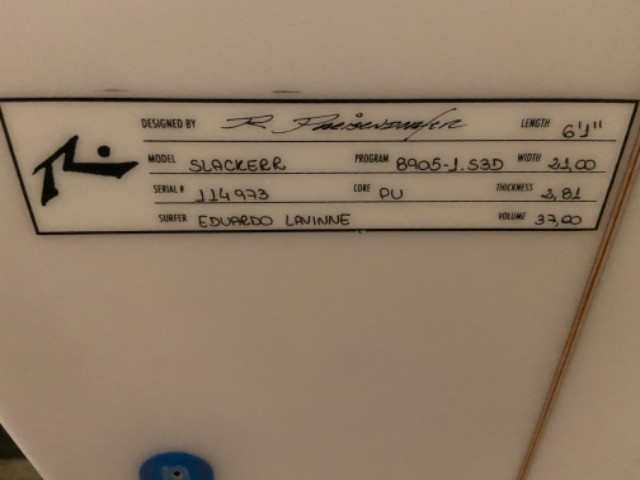 DESIGNED BY R. Preisendorfer LENGTH 6'1"
MODEL SLACKERR PROGRAM 8905-1.S3D WIDTH 21,00
SERIAL # 114973 CORE PU THICKNESS 2,81
SURFER EDUARDO LAVINNE VOLUME 37,00